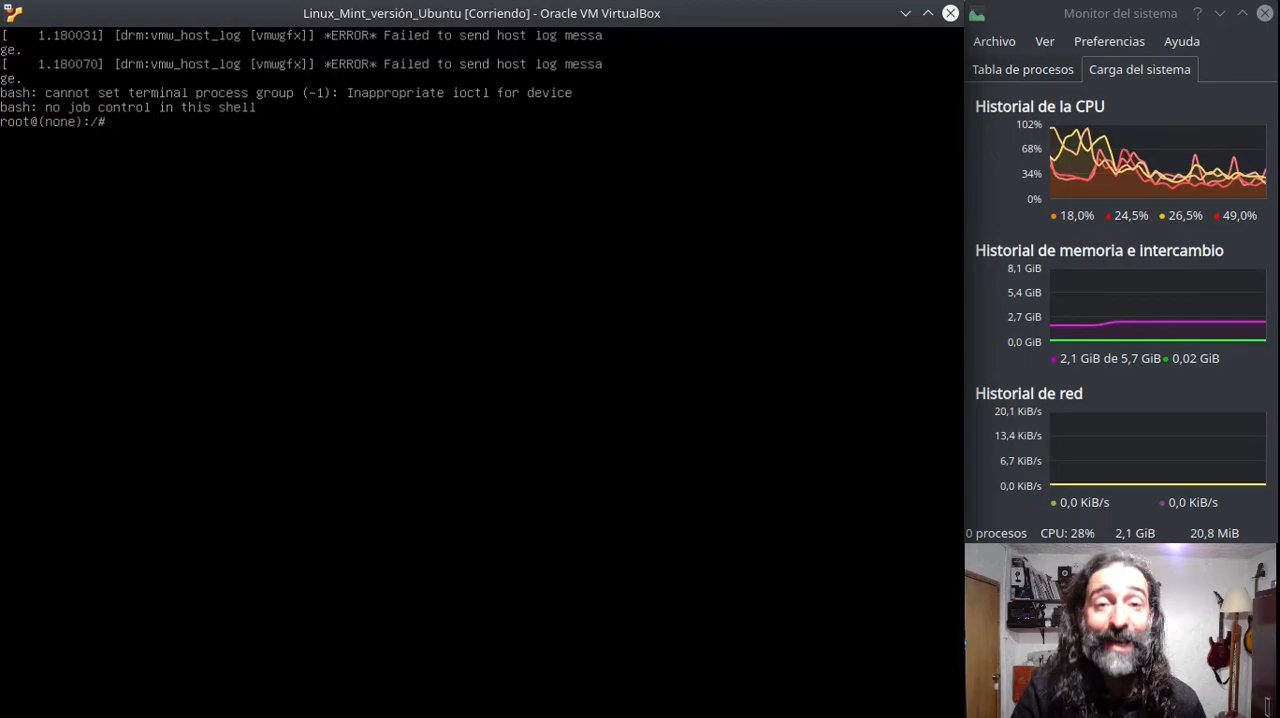 Linux_Mint_versión_Ubuntu [Corriendo] - Oracle VM VirtualBox
[    1.180031] [drm:vmw_host_log [vmwgfx]] *ERROR* Failed to send host log messa
ge.
[    1.180070] [drm:vmw_host_log [vmwgfx]] *ERROR* Failed to send host log messa
ge.
bash: cannot set terminal process group (-1): Inappropriate ioctl for device
bash: no job control in this shell
root@(none):/#
Monitor del sistema
Archivo Ver Preferencias Ayuda
Tabla de procesos Carga del sistema
Historial de la CPU
102%
68%
34%
0%
18,0% 24,5% 26,5% 49,0%
Historial de memoria e intercambio
8,1 GiB
5,4 GiB
2,7 GiB
0,0 GiB
2,1 GiB de 5,7 GiB 0,02 GiB
Historial de red
20,1 KiB/s
13,4 KiB/s
6,7 KiB/s
0,0 KiB/s
0,0 KiB/s 0,0 KiB/s
0 procesos CPU: 28% 2,1 GiB 20,8 MiB